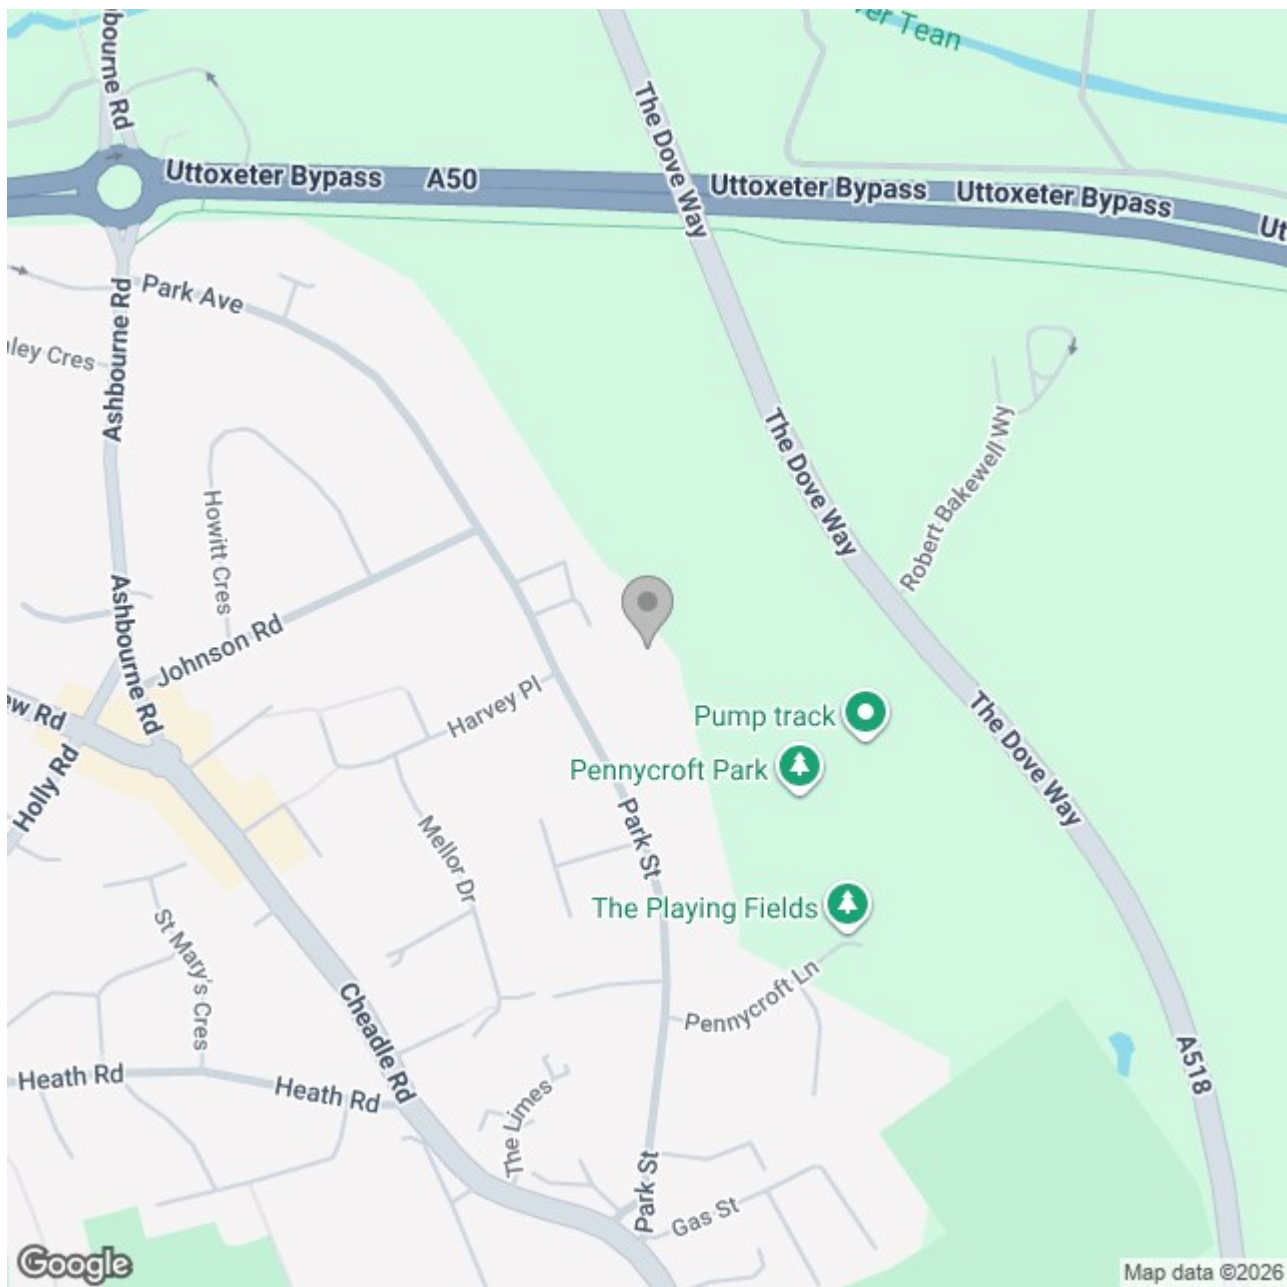 bourne Rd
er Tean
The Dove Way
Uttoxeter Bypass
A50
Uttoxeter Bypass
Uttoxeter Bypass
Ut
Park Ave
Ashbourne Rd
ley Cres
The Dove Way
Robert Bakewell Wy
Howitt Cres
Ashbourne Rd
Johnson Rd
Harvey Pl
ew Rd
Holly Rd
Pump track
The Dove Way
Pennycroft Park
Park St
Mellor Dr
The Playing Fields
St Mary's Cres
Pennycroft Ln
Cheadle Rd
A518
Heath Rd
Heath Rd
The Limes
Park St
Gas St
Google
Map data ©2026